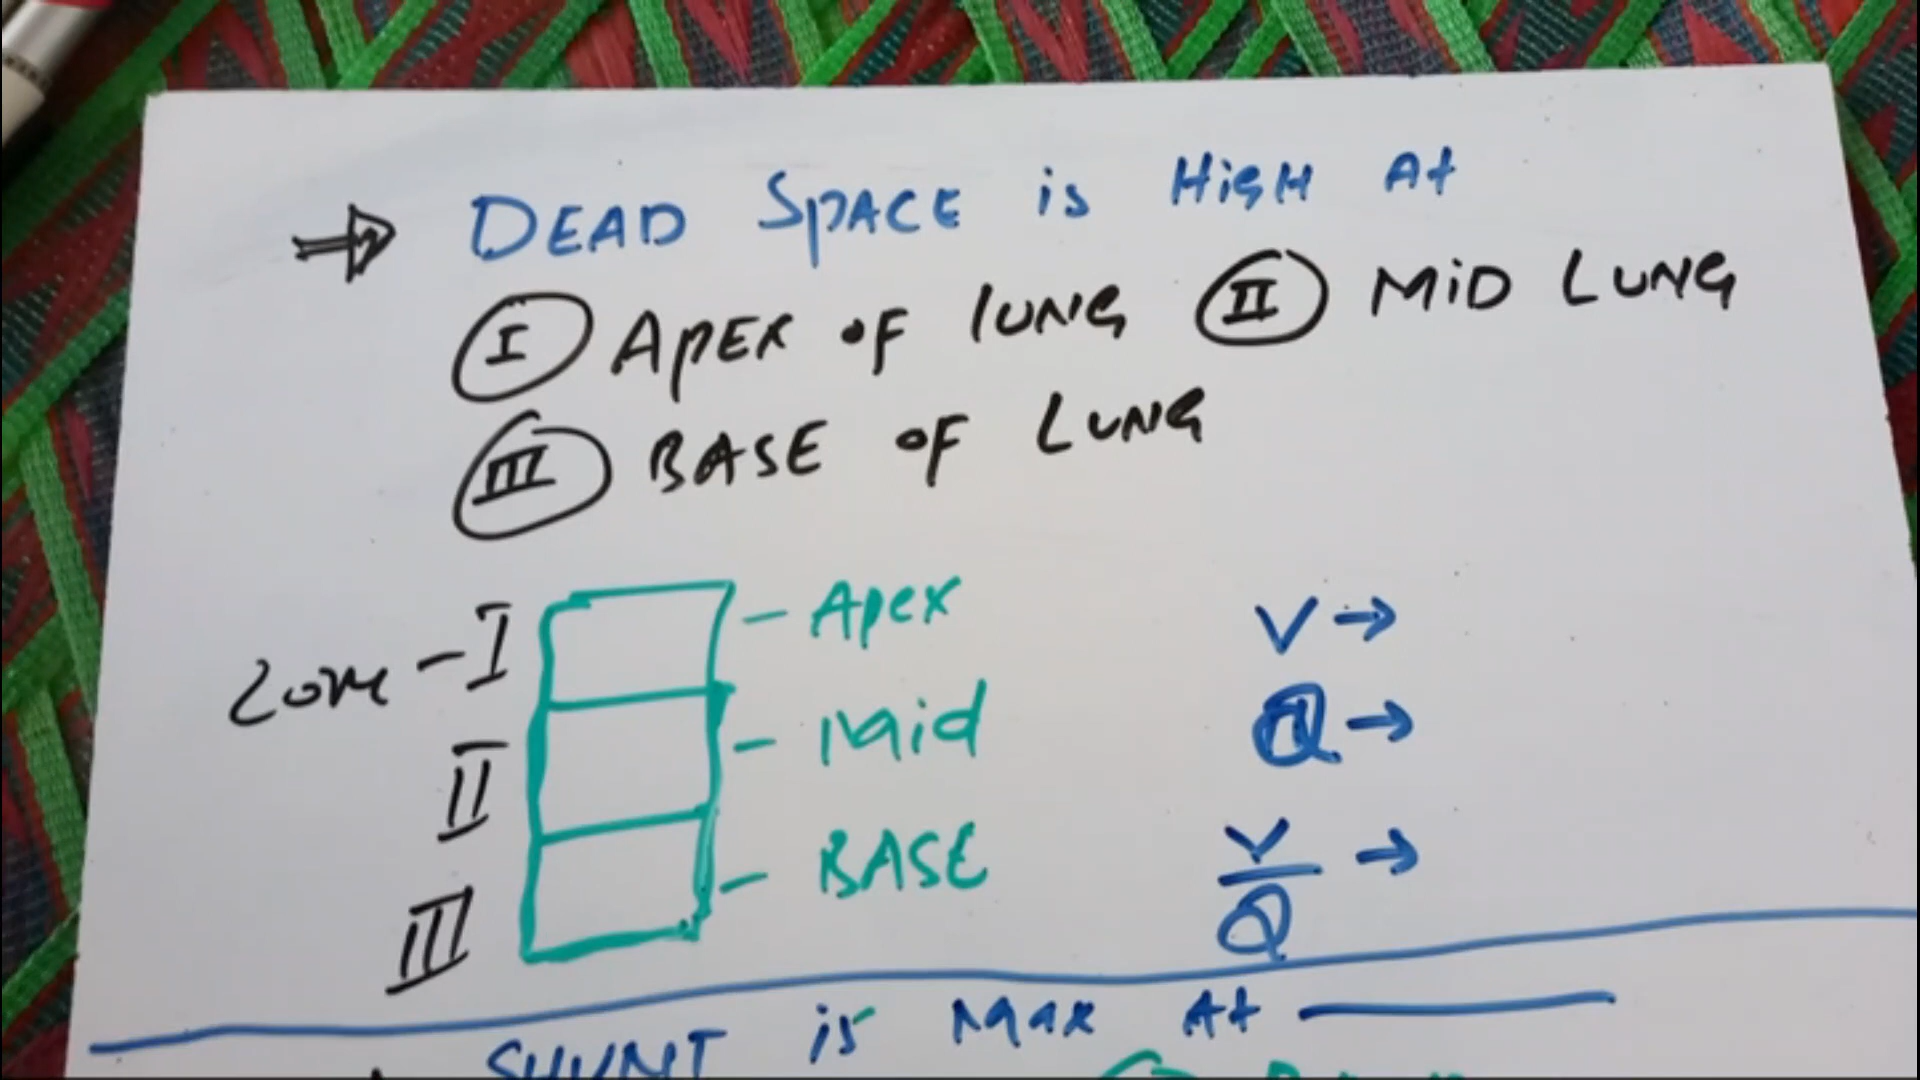 ⇒ DEAD SPACE is HigH At
I APEX OF lUNG II MiD LUNG
III BASE OF LUNG
Zone - I - Apex V →
II - Mid Q →
III - BASE V/Q →
SHUNT is Max At ———